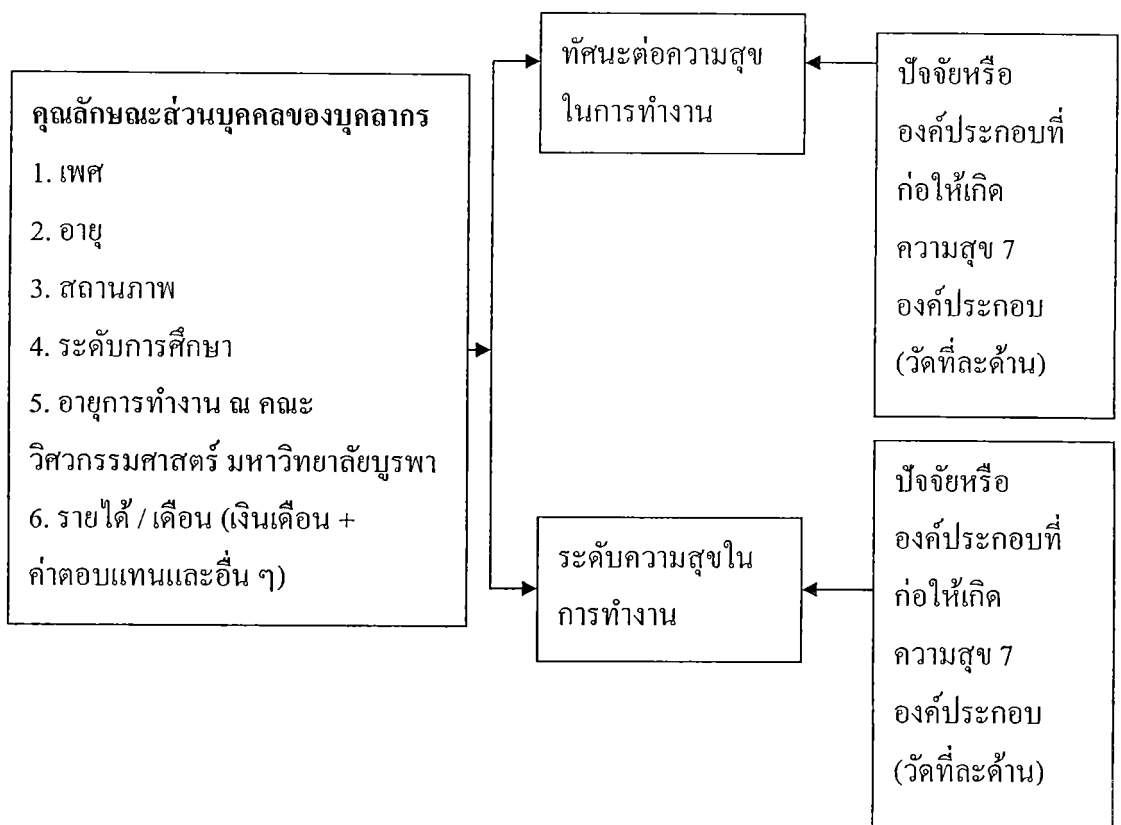 คุณลักษณะส่วนบุคคลของบุคลากร
1. เพศ
2. อายุ
3. สถานภาพ
4. ระดับการศึกษา
5. อายุการทำงาน ณ คณะ
วิศวกรรมศาสตร์ มหาวิทยาลัยบูรพา
6. รายได้ / เดือน (เงินเดือน +
ค่าตอบแทนและอื่น ๆ)
ทัศนะต่อความสุข
ในการทำงาน
ระดับความสุขใน
การทำงาน
ปัจจัยหรือ
องค์ประกอบที่
ก่อให้เกิด
ความสุข 7
องค์ประกอบ
(วัดที่ละด้าน)
ปัจจัยหรือ
องค์ประกอบที่
ก่อให้เกิด
ความสุข 7
องค์ประกอบ
(วัดที่ละด้าน)